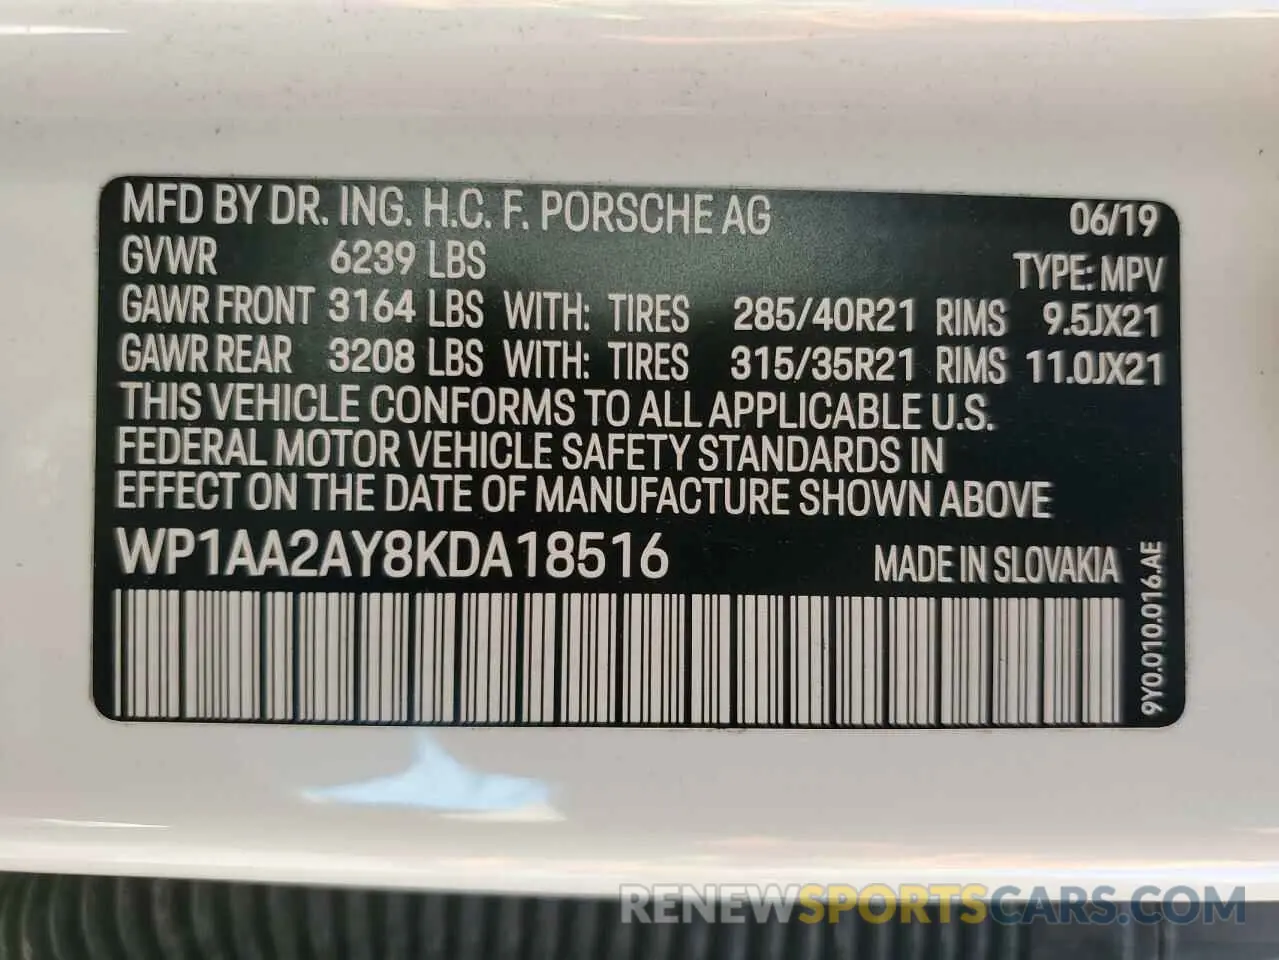 MFD BY DR. ING. H.C. F. PORSCHE AG 06/19
GVWR 6239 LBS TYPE: MPV
GAWR FRONT 3164 LBS WITH: TIRES 285/40R21 RIMS 9.5JX21
GAWR REAR 3208 LBS WITH: TIRES 315/35R21 RIMS 11.0JX21
THIS VEHICLE CONFORMS TO ALL APPLICABLE U.S.
FEDERAL MOTOR VEHICLE SAFETY STANDARDS IN
EFFECT ON THE DATE OF MANUFACTURE SHOWN ABOVE
WP1AA2AY8KDA18516 MADE IN SLOVAKIA
9Y0.010.016.AE
RENEWSPORTSCARS.COM